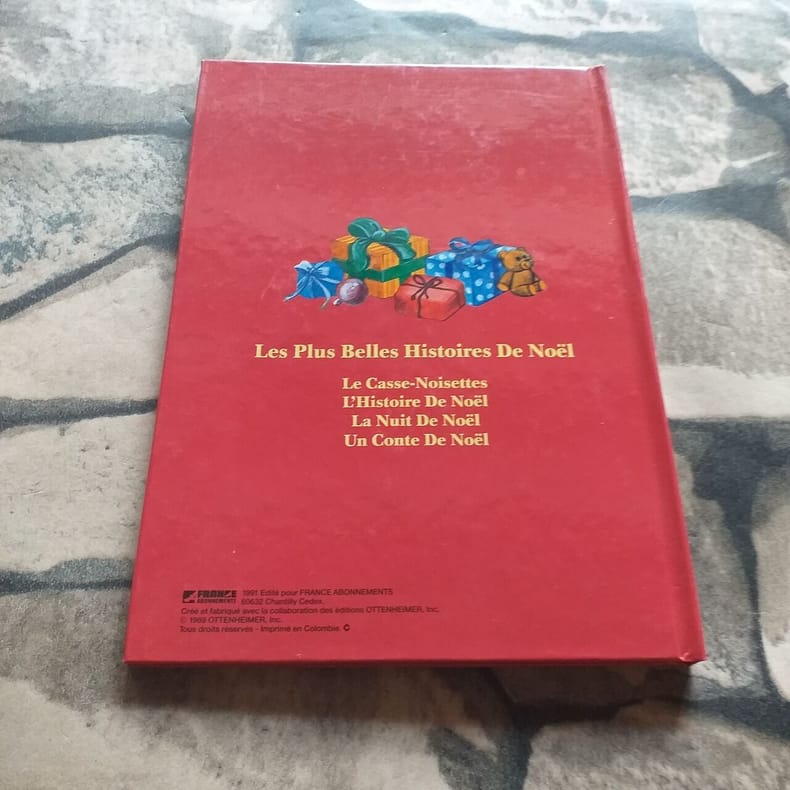 Les Plus Belles Histoires De Noël
Le Casse-Noisettes
L'Histoire De Noël
La Nuit De Noël
Un Conte De Noël
FRANCE ABONNEMENTS
1991 Edité pour FRANCE ABONNEMENTS
60632 Chantilly Cedex.
Créé et fabriqué avec la collaboration des éditions OTTENHEIMER, Inc.
© 1989 OTTENHEIMER, Inc.
Tous droits réservés - Imprimé en Colombie. C